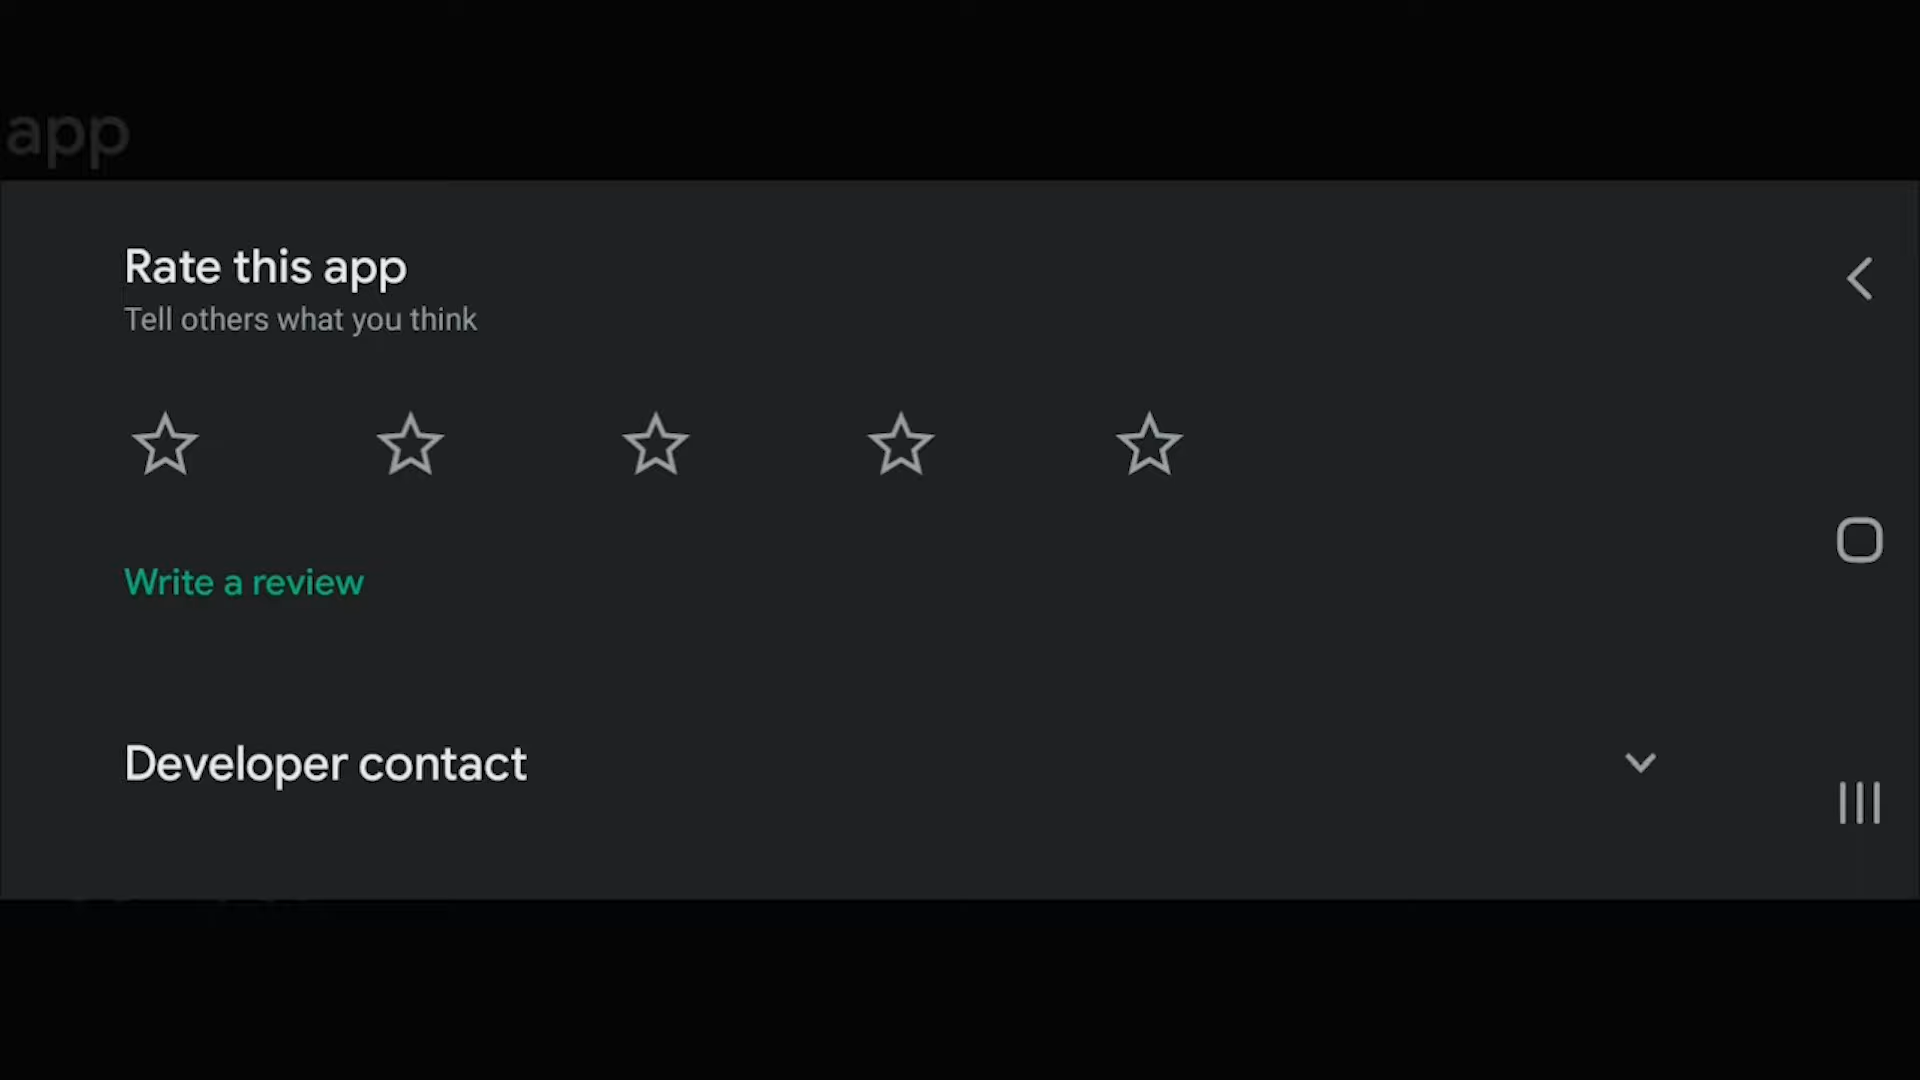 app
Rate this app
Tell others what you think
Write a review
Developer contact